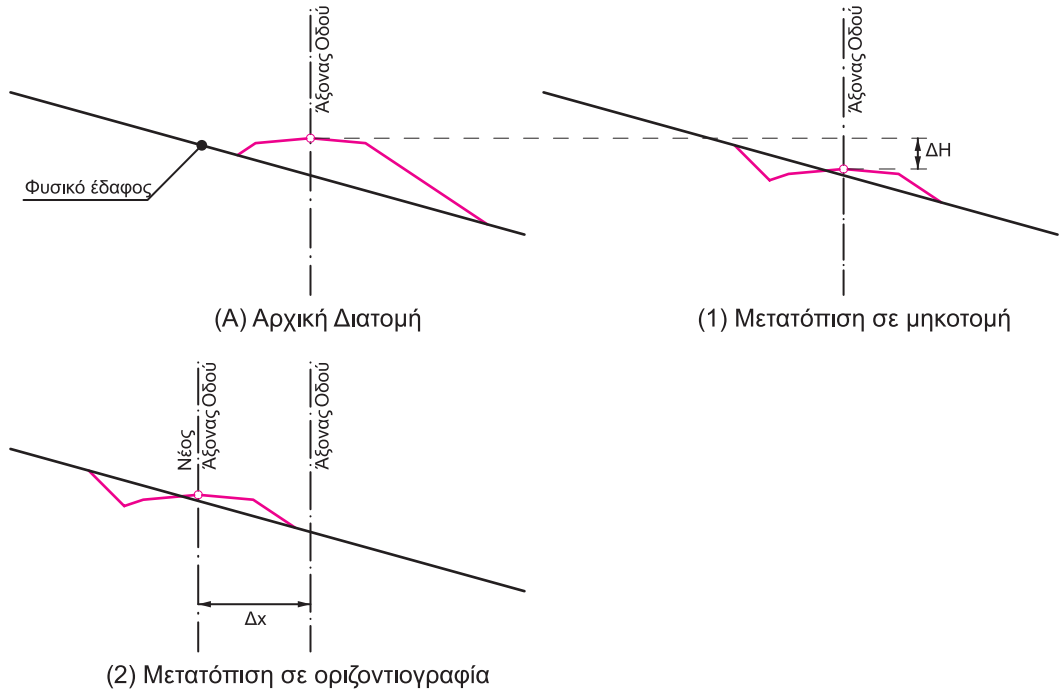 Άξονας Οδού
Φυσικό έδαφος
(Α) Αρχική Διατομή
Άξονας Οδού
ΔΗ
(1) Μετατόπιση σε μηκοτομή
Νέος
Άξονας Οδού
Άξονας Οδού
Δx
(2) Μετατόπιση σε οριζοντιογραφία